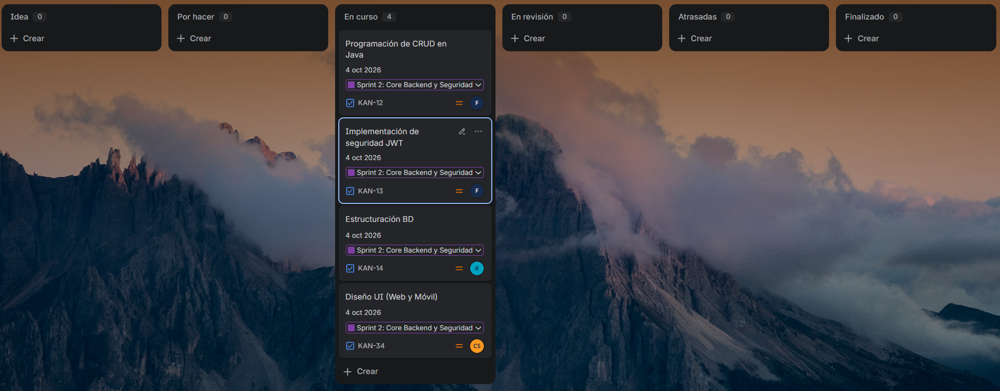 Idea 0
Crear
Por hacer 0
Crear
En curso 4
Programación de CRUD en
Java
4 oct 2026
Sprint 2: Core Backend y Seguridad
KAN-12
F
Implementación de
seguridad JWT
4 oct 2026
Sprint 2: Core Backend y Seguridad
KAN-13
F
Estructuración BD
4 oct 2026
Sprint 2: Core Backend y Seguridad
KAN-14
K
Diseño UI (Web y Móvil)
4 oct 2026
Sprint 2: Core Backend y Seguridad
KAN-34
CS
Crear
En revisión 0
Crear
Atrasadas 0
Crear
Finalizado 0
Crear